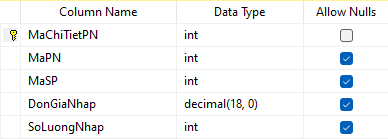 Column Name Data Type Allow Nulls
MaChiTietPN int
MaPN int
MaSP int
DonGiaNhap decimal(18, 0)
SoLuongNhap int